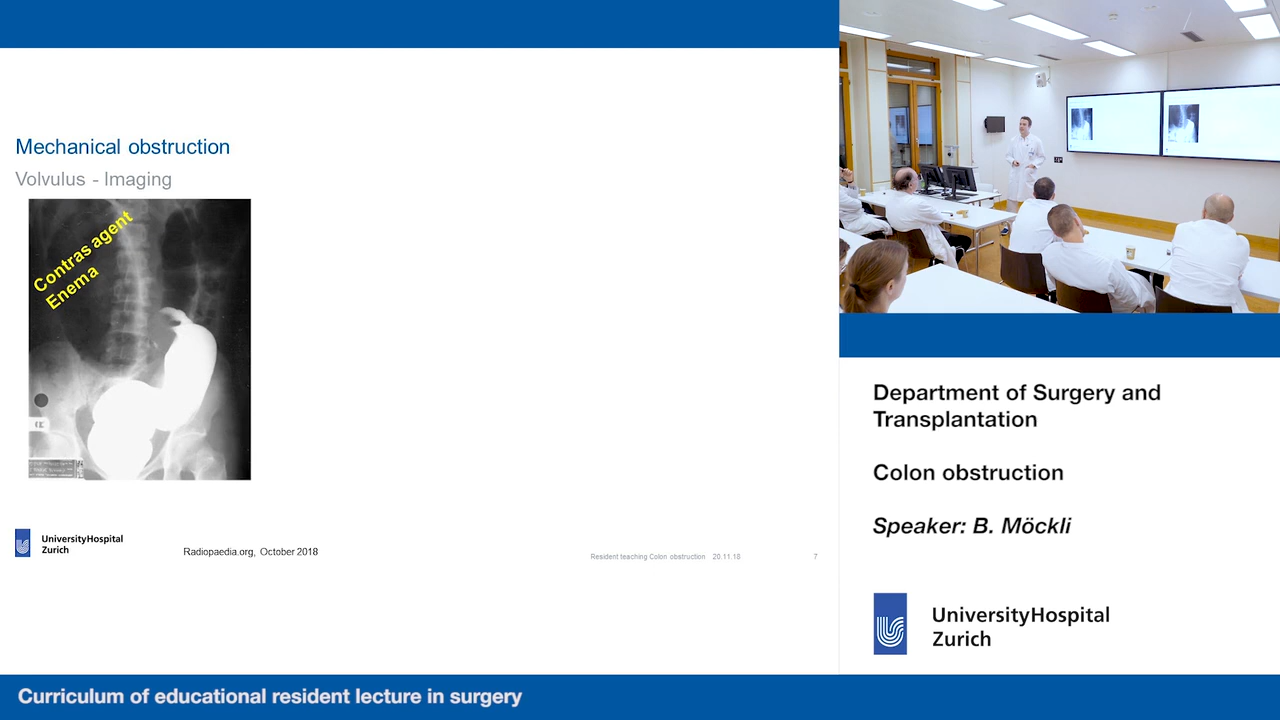 Mechanical obstruction
Volvulus - Imaging
Contras agent
Enema
UniversityHospital
Zurich
Radiopaedia.org, October 2018
Resident teaching Colon obstruction 20.11.18
7
Department of Surgery and
Transplantation
Colon obstruction
Speaker: B. Möckli
UniversityHospital
Zurich
Curriculum of educational resident lecture in surgery